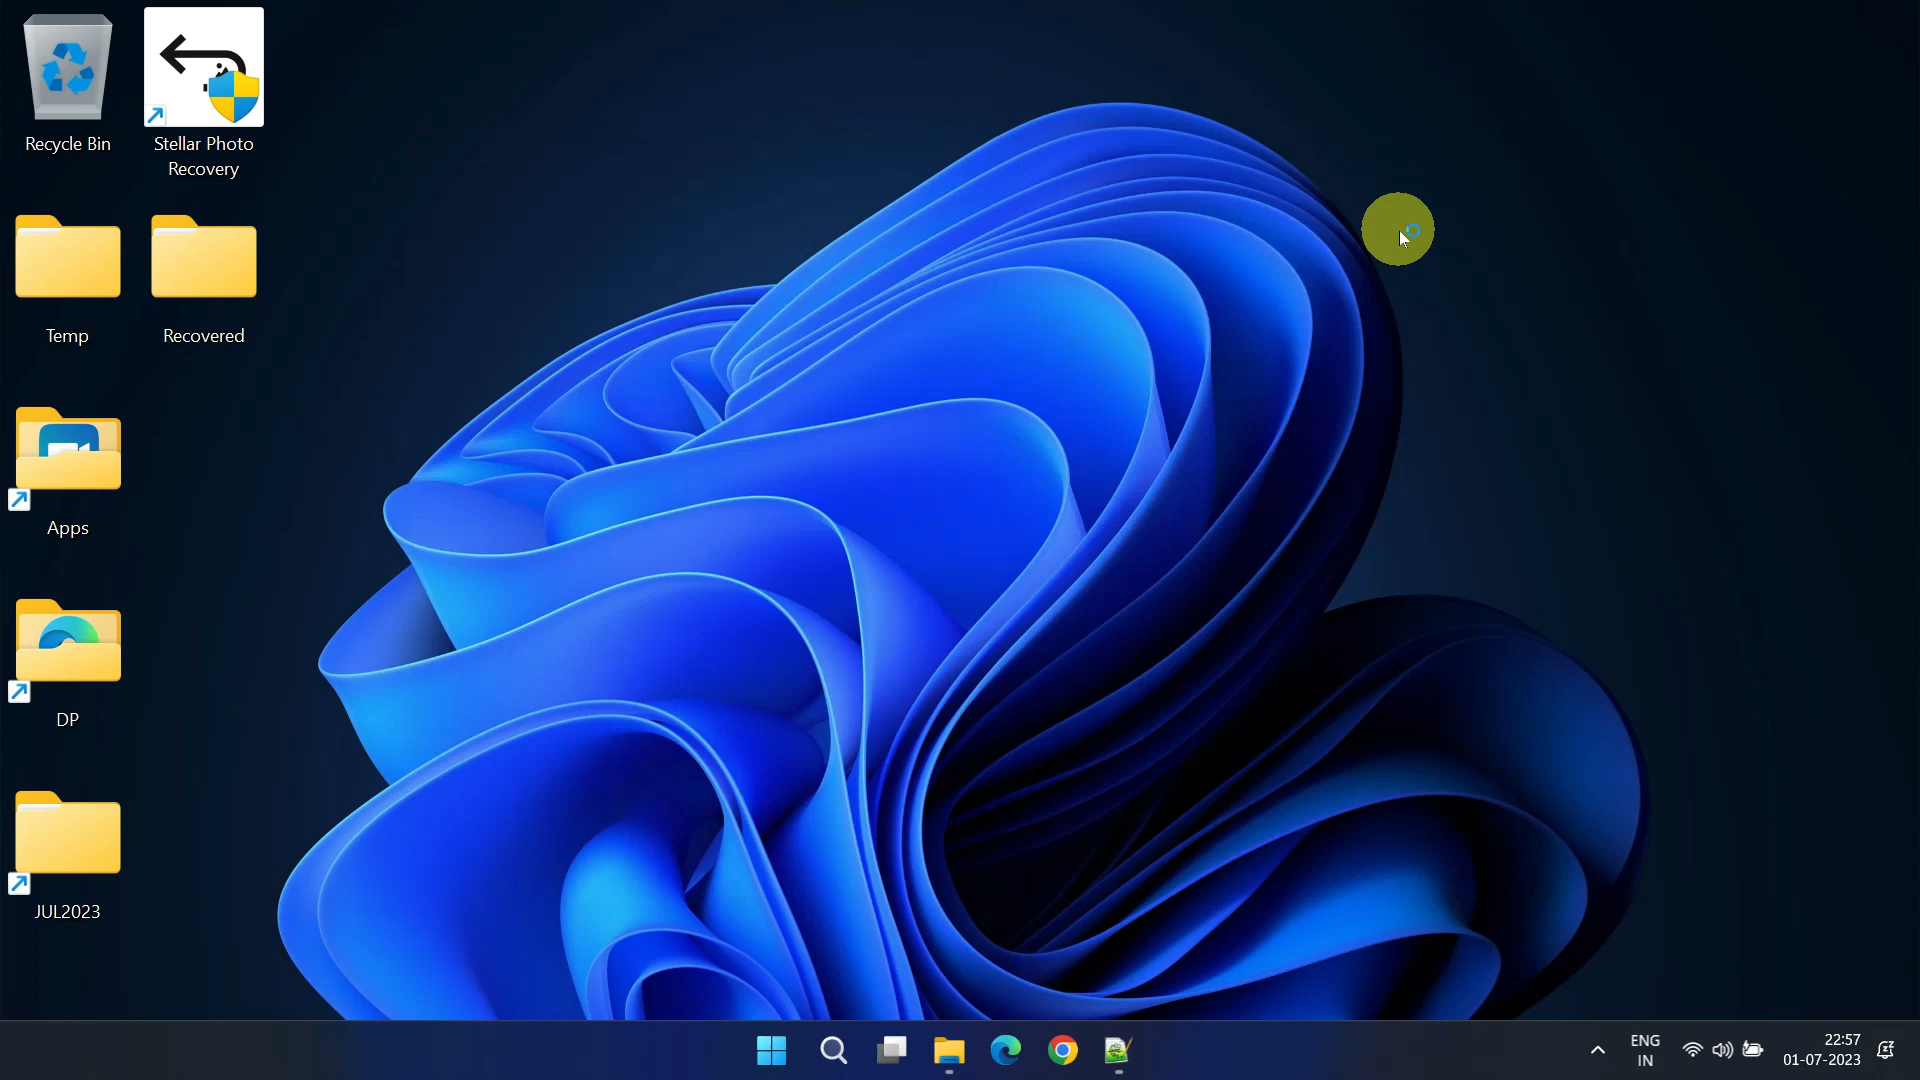 Recycle Bin
Stellar Photo
Recovery
Temp
Recovered
Apps
DP
JUL2023
ENG
IN
22:57
01-07-2023